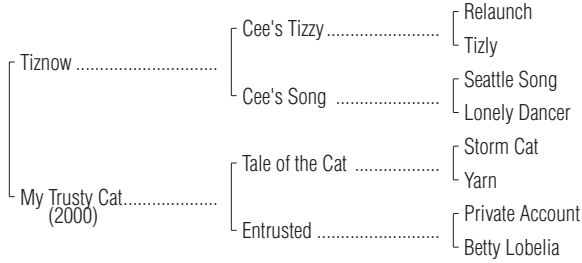 Relaunch
Cee's Tizzy ..........................
Tizly
Tiznow .................................
Seattle Song
Cee's Song ........................
Lonely Dancer
Storm Cat
Tale of the Cat ....................
Yarn
My Trusty Cat......................
(2000)
Private Account
Entrusted .............................
Betty Lobelia